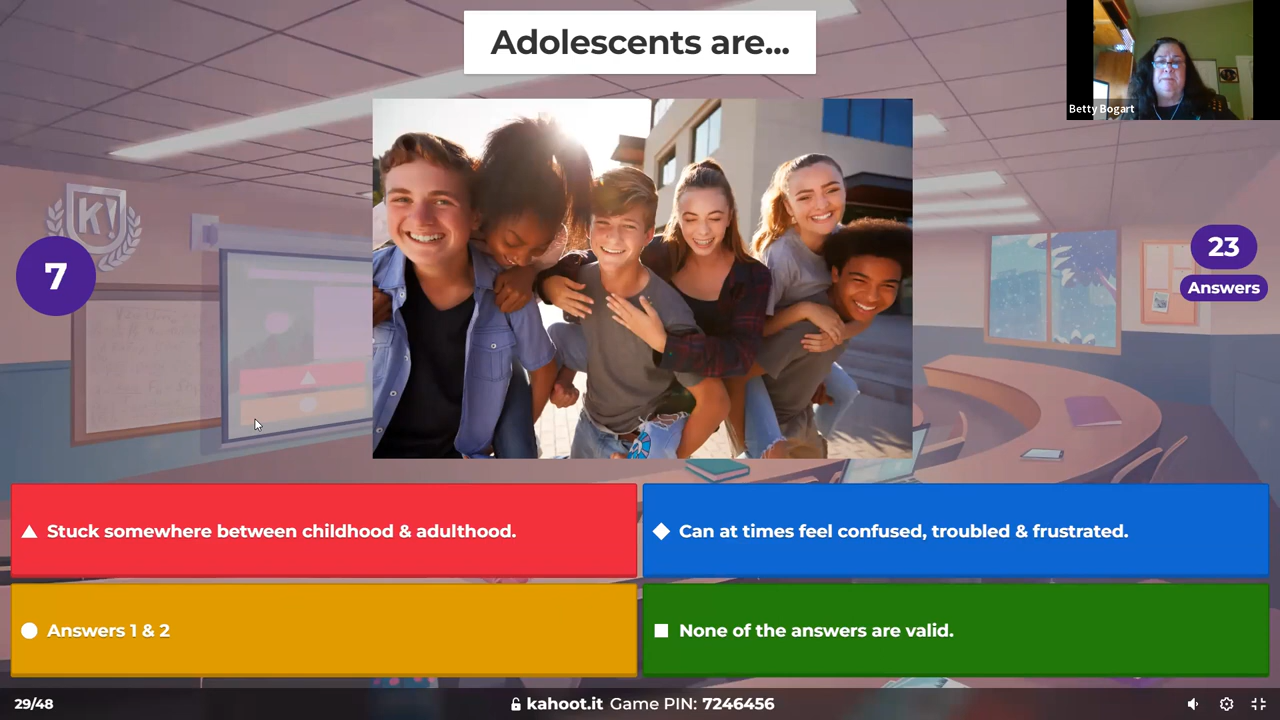 Adolescents are...
Betty Bogart
K!
7
23
Answers
Stuck somewhere between childhood & adulthood.
Can at times feel confused, troubled & frustrated.
Answers 1 & 2
None of the answers are valid.
29/48
kahoot.it Game PIN: 7246456